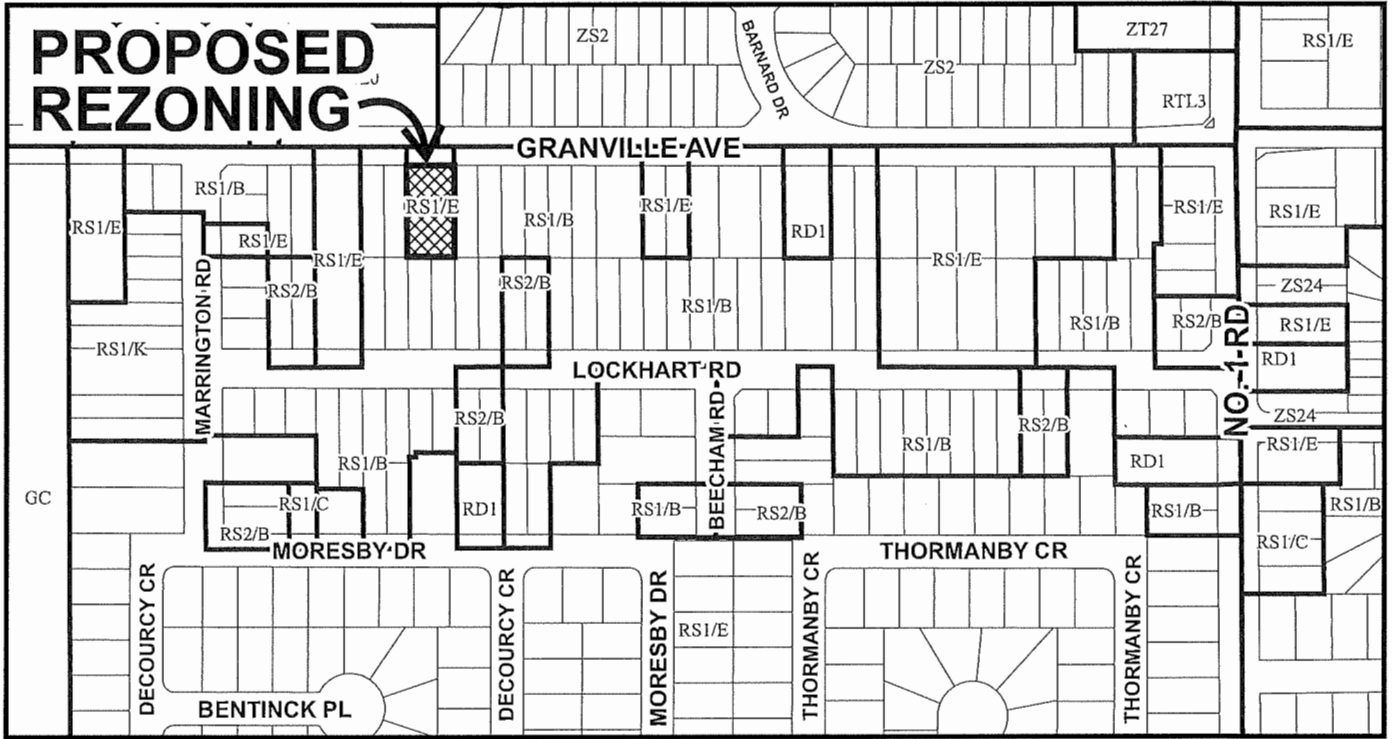 PROPOSED
REZONING
ZS2
BARNARD DR
ZS2
ZT27
RTL3
RS1/E
GRANVILLE AVE
RS1/E
RS1/B
RS1/E
RS2/B
RS1/E
RS1/E
RS1/B
RS2/B
RS1/E
RS1/B
RD1
RS1/E
RS1/B
RS1/E
RS2/B
RS1/E
ZS24
RS1/E
RD1
ZS24
RS1/E
NO. 1 RD
RS1/K
MARRINGTON RD
LOCKHART RD
RS2/B
BEECHAM RD
RS1/B
RS2/B
RS1/B
RD1
GC
RS1/C
RS2/B
RD1
RS1/B
RS2/B
RS1/B
RS1/B
RS1/C
MORESBY DR
THORMANBY CR
DECOURCY CR
DECOURCY CR
MORESBY DR
RS1/E
THORMANBY CR
THORMANBY CR
BENTINCK PL